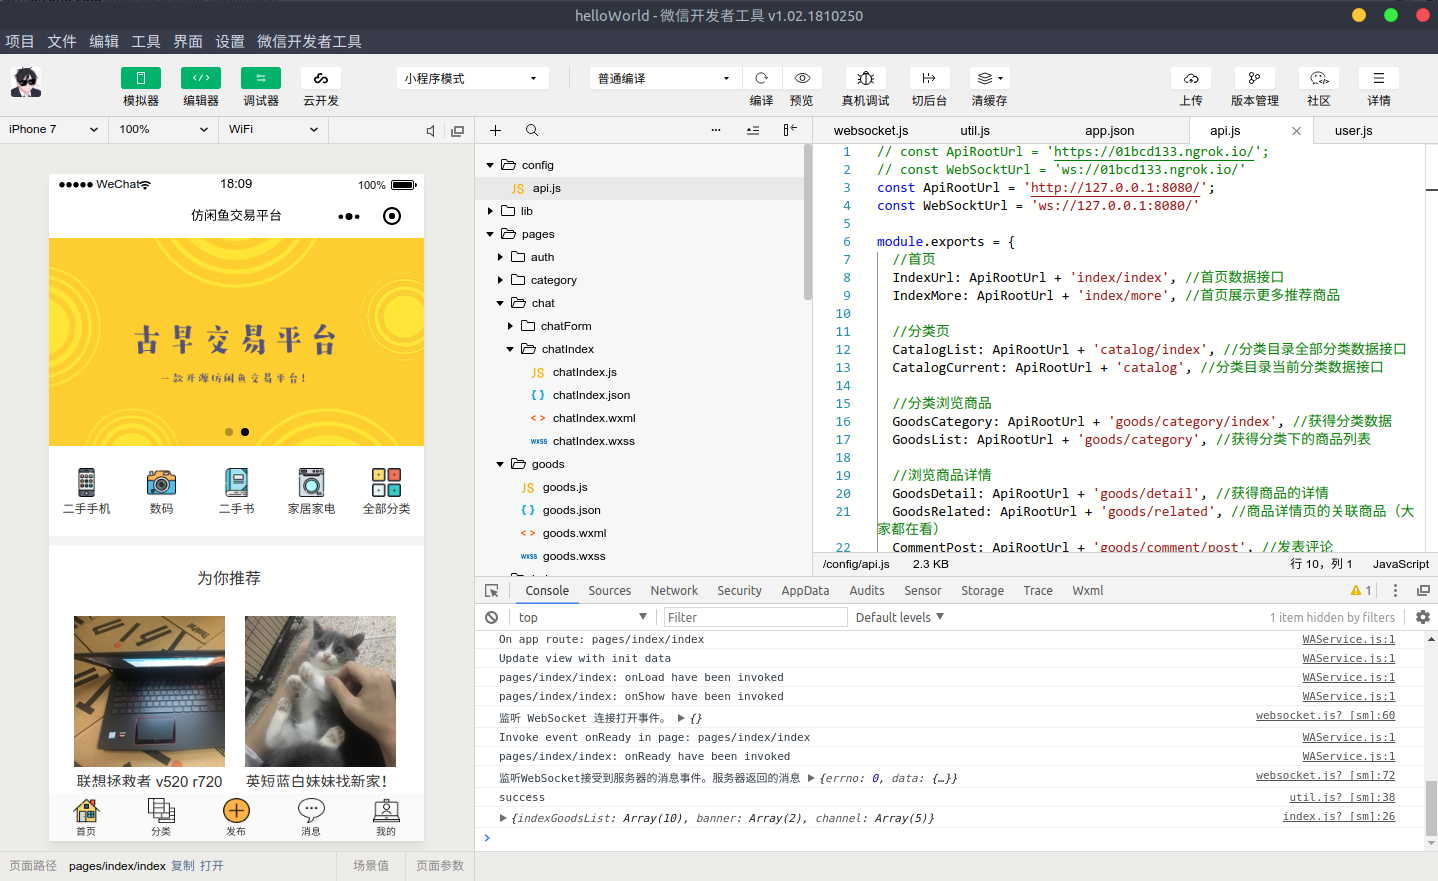 helloWorld - 微信开发者工具 v1.02.1810250
项目 文件 编辑 工具 界面 设置 微信开发者工具
小程序模式 普通编译
模拟器 编辑器 调试器 云开发 编译 预览 真机调试 切后台 清缓存 上传 版本管理 社区 详情
iPhone 7 100% WiFi
WeChat 18:09 100%
仿闲鱼交易平台
古早交易平台
一款开源仿闲鱼交易平台!
二手手机 数码 二手书 家居家电 全部分类
为你推荐
联想拯救者 v520 r720 英短蓝白妹妹找新家!
首页 分类 发布 消息 我的
页面路径 pages/index/index 复制 打开 场景值 页面参数
config
JS api.js
lib
pages
auth
category
chat
chatForm
chatIndex
JS chatIndex.js
{ } chatIndex.json
< > chatIndex.wxml
wxss chatIndex.wxss
goods
JS goods.js
{ } goods.json
< > goods.wxml
wxss goods.wxss
websocket.js util.js app.json api.js user.js
1 // const ApiRootUrl = 'https://01bcd133.ngrok.io/';
2 // const WebSocktUrl = 'ws://01bcd133.ngrok.io/'
3 const ApiRootUrl = 'http://127.0.0.1:8080/';
4 const WebSocktUrl = 'ws://127.0.0.1:8080/'
5
6 module.exports = {
7 //首页
8 IndexUrl: ApiRootUrl + 'index/index', //首页数据接口
9 IndexMore: ApiRootUrl + 'index/more', //首页展示更多推荐商品
10
11 //分类页
12 CatalogList: ApiRootUrl + 'catalog/index', //分类目录全部分类数据接口
13 CatalogCurrent: ApiRootUrl + 'catalog', //分类目录当前分类数据接口
14
15 //分类浏览商品
16 GoodsCategory: ApiRootUrl + 'goods/category/index', //获得分类数据
17 GoodsList: ApiRootUrl + 'goods/category', //获得分类下的商品列表
18
19 //浏览商品详情
20 GoodsDetail: ApiRootUrl + 'goods/detail', //获得商品的详情
21 GoodsRelated: ApiRootUrl + 'goods/related', //商品详情页的关联商品（大
家都在看）
22 CommentPost: ApiRootUrl + 'goods/comment/post', //发表评论
/config/api.js 2.3 KB 行 10，列 1 JavaScript
Console Sources Network Security AppData Audits Sensor Storage Trace Wxml 1
top Filter Default levels 1 item hidden by filters
On app route: pages/index/index WAService.js:1
Update view with init data WAService.js:1
pages/index/index: onLoad have been invoked WAService.js:1
pages/index/index: onShow have been invoked WAService.js:1
监听 WebSocket 连接打开事件。 ▶ {} websocket.js? [sm]:60
Invoke event onReady in page: pages/index/index WAService.js:1
pages/index/index: onReady have been invoked WAService.js:1
监听WebSocket接受到服务器的消息事件。服务器返回的消息 ▶ {errno: 0, data: {…}} websocket.js? [sm]:72
success util.js? [sm]:38
▶ {indexGoodsList: Array(10), banner: Array(2), channel: Array(5)} index.js? [sm]:26